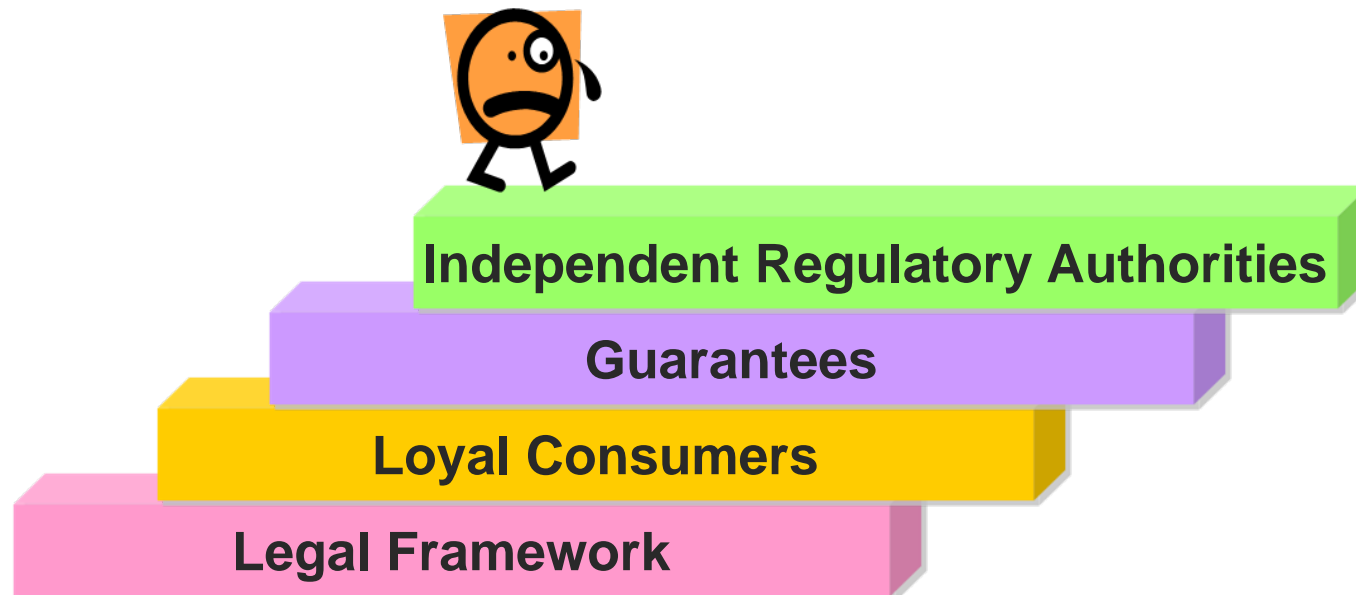 Independent Regulatory Authorities
Guarantees
Loyal Consumers
Legal Framework